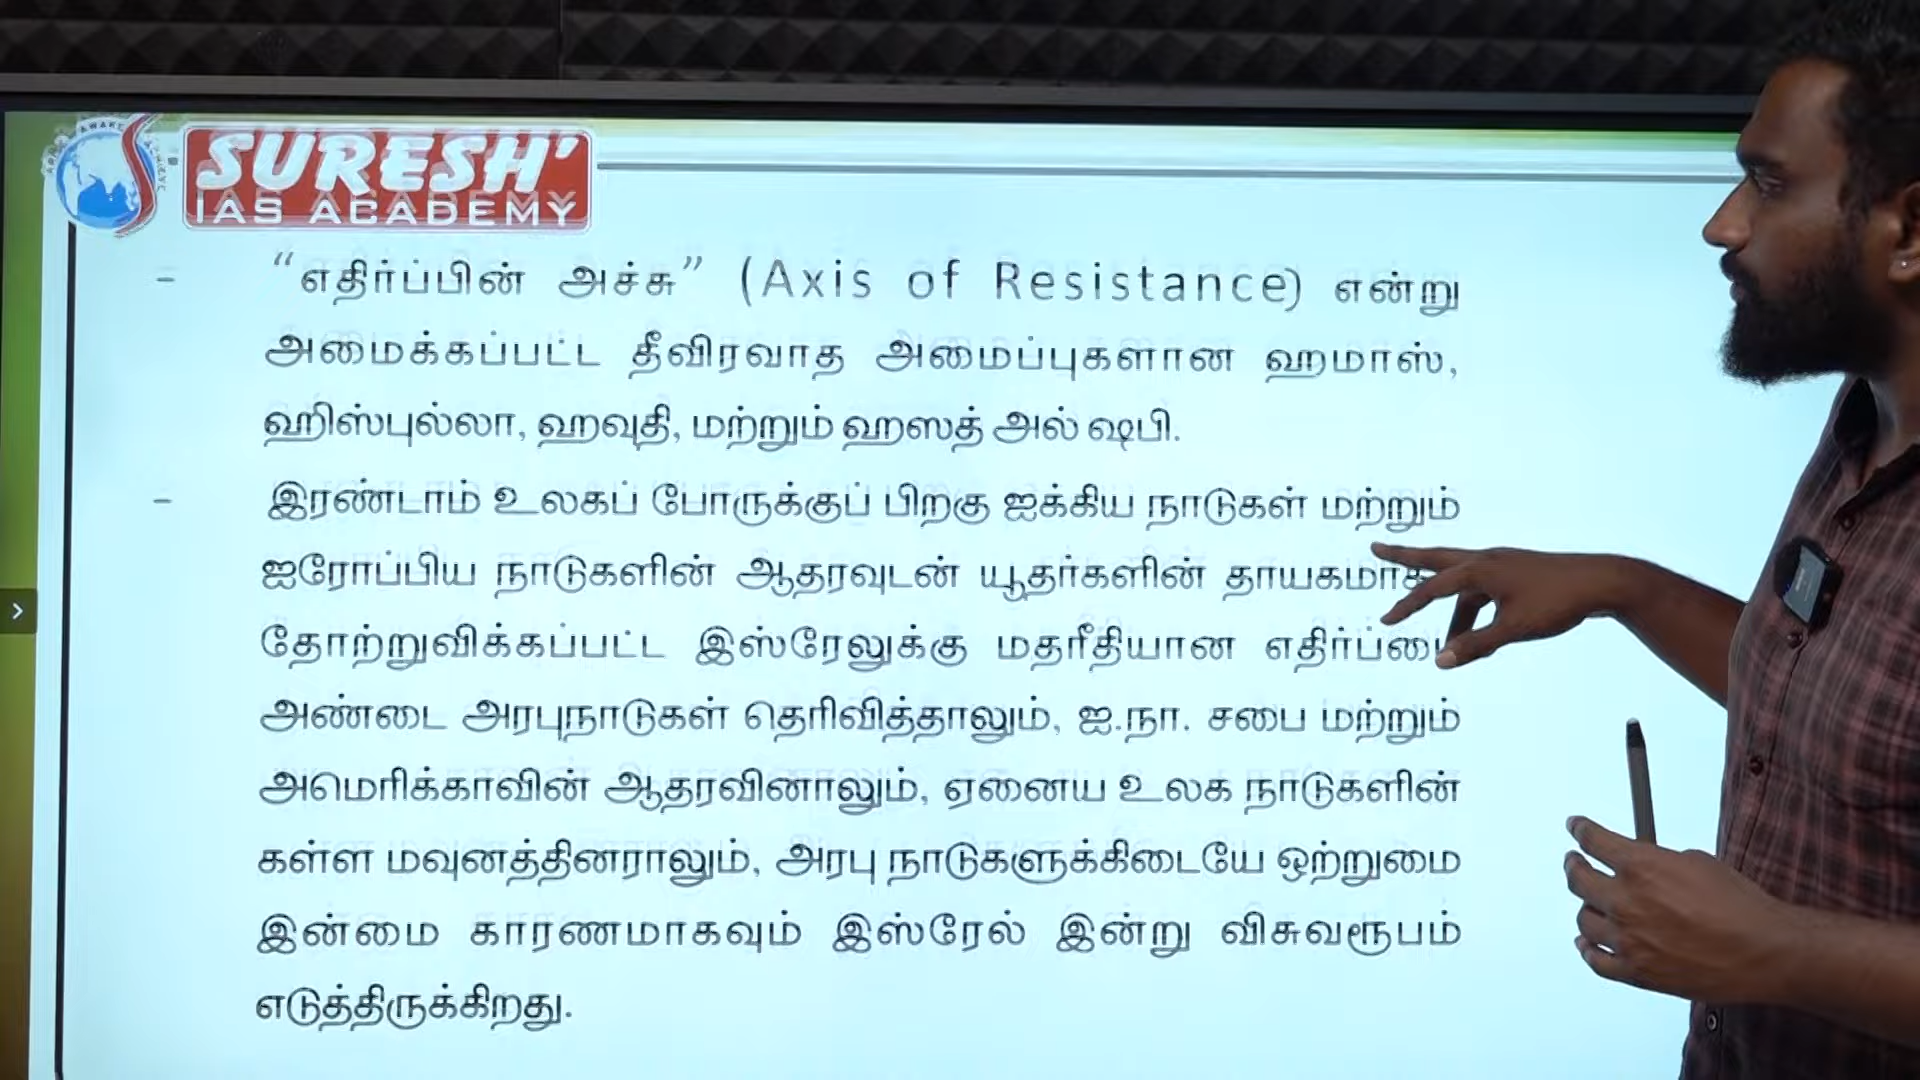 SURESH'
IAS ACADEMY
- “எதிர்ப்பின் அச்சு” (Axis of Resistance) என்று
அமைக்கப்பட்ட தீவிரவாத அமைப்புகளான ஹமாஸ்,
ஹிஸ்புல்லா, ஹவுதி, மற்றும் ஹஸத் அல் ஷபி.
- இரண்டாம் உலகப் போருக்குப் பிறகு ஐக்கிய நாடுகள் மற்றும்
ஐரோப்பிய நாடுகளின் ஆதரவுடன் யூதர்களின்
தோற்றுவிக்கப்பட்ட இஸ்ரேலுக்கு மதரீதியான
அண்டை அரபுநாடுகள் தெரிவித்தாலும், ஐ.நா. சபை மற்றும்
அமெரிக்காவின் ஆதரவினாலும், ஏனைய உலக நாடுகளின்
கள்ள மவுனத்தினராலும், அரபு நாடுகளுக்கிடையே ஒற்றுமை
இன்மை காரணமாகவும் இஸ்ரேல் இன்று விசுவரூபம்
எடுத்திருக்கிறது.